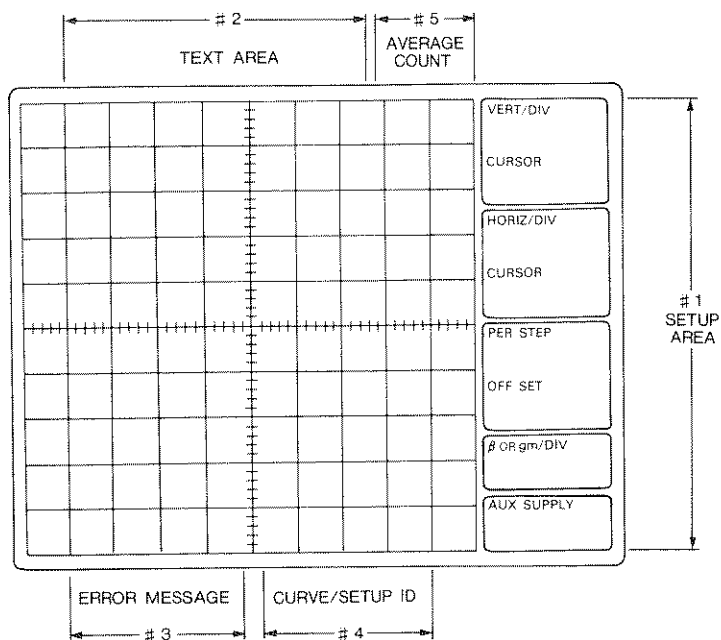 #2
#5
TEXT AREA
AVERAGE
COUNT
VERT/DIV
CURSOR
HORIZ/DIV
CURSOR
#1
SETUP
AREA
PER STEP
OFF SET
β OR gm/DIV
AUX SUPPLY
ERROR MESSAGE
CURVE/SETUP ID
#3
#4